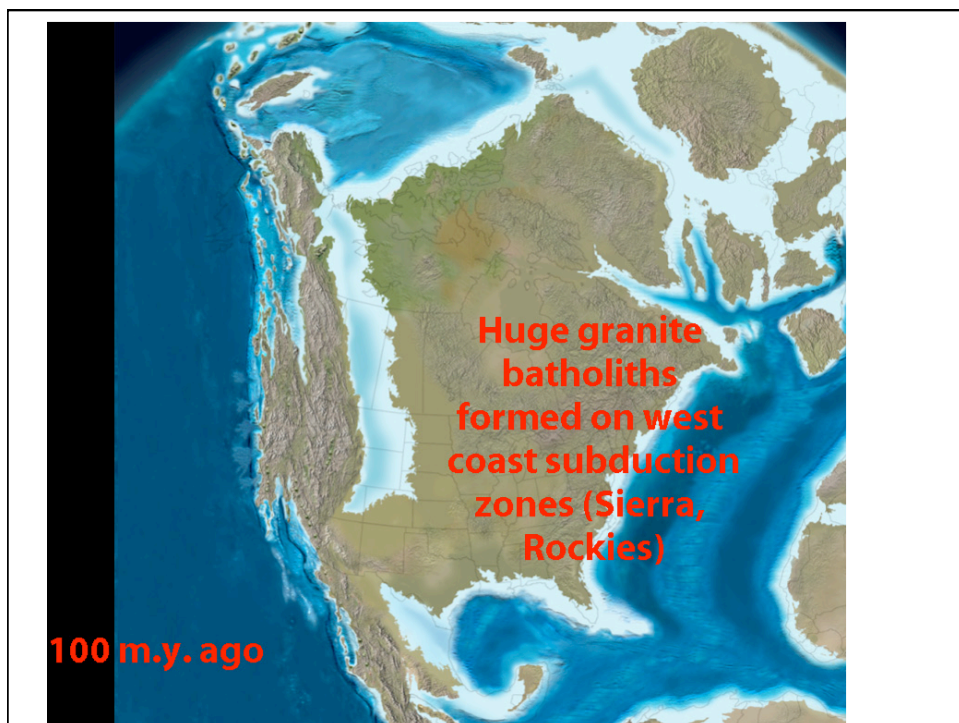 Huge granite
batholiths
formed on west
coast subduction
zones (Sierra,
Rockies)
100 m.y. ago